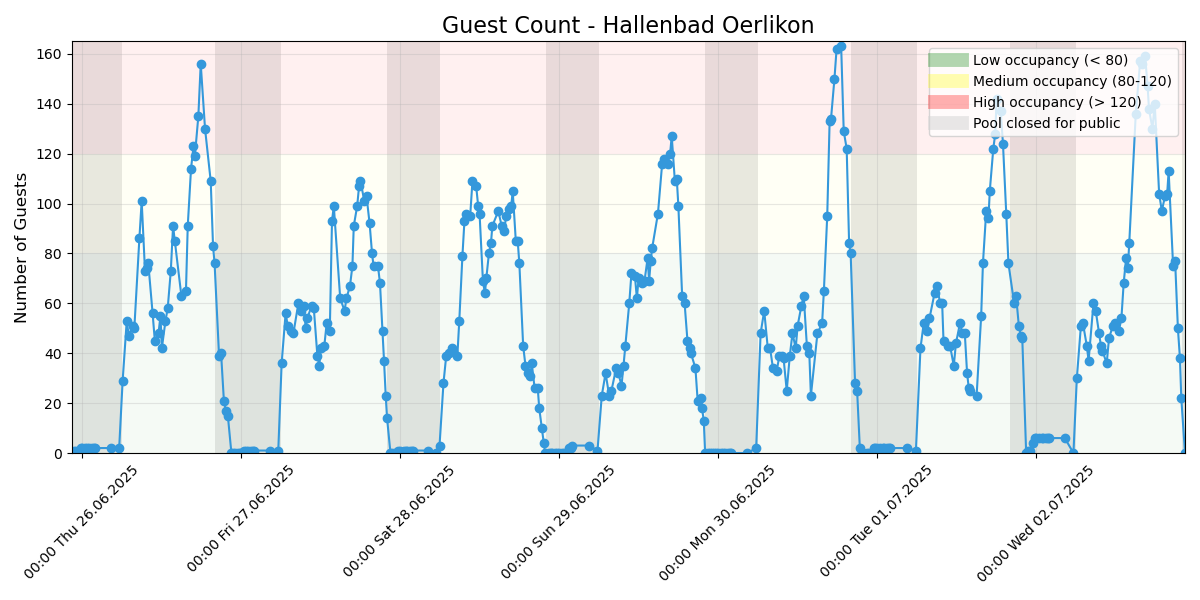 Guest Count - Hallenbad Oerlikon
Number of Guests
160
140
120
100
80
60
40
20
0
Low occupancy (< 80)
Medium occupancy (80-120)
High occupancy (> 120)
Pool closed for public
00:00 Thu 26.06.2025
00:00 Fri 27.06.2025
00:00 Sat 28.06.2025
00:00 Sun 29.06.2025
00:00 Mon 30.06.2025
00:00 Tue 01.07.2025
00:00 Wed 02.07.2025